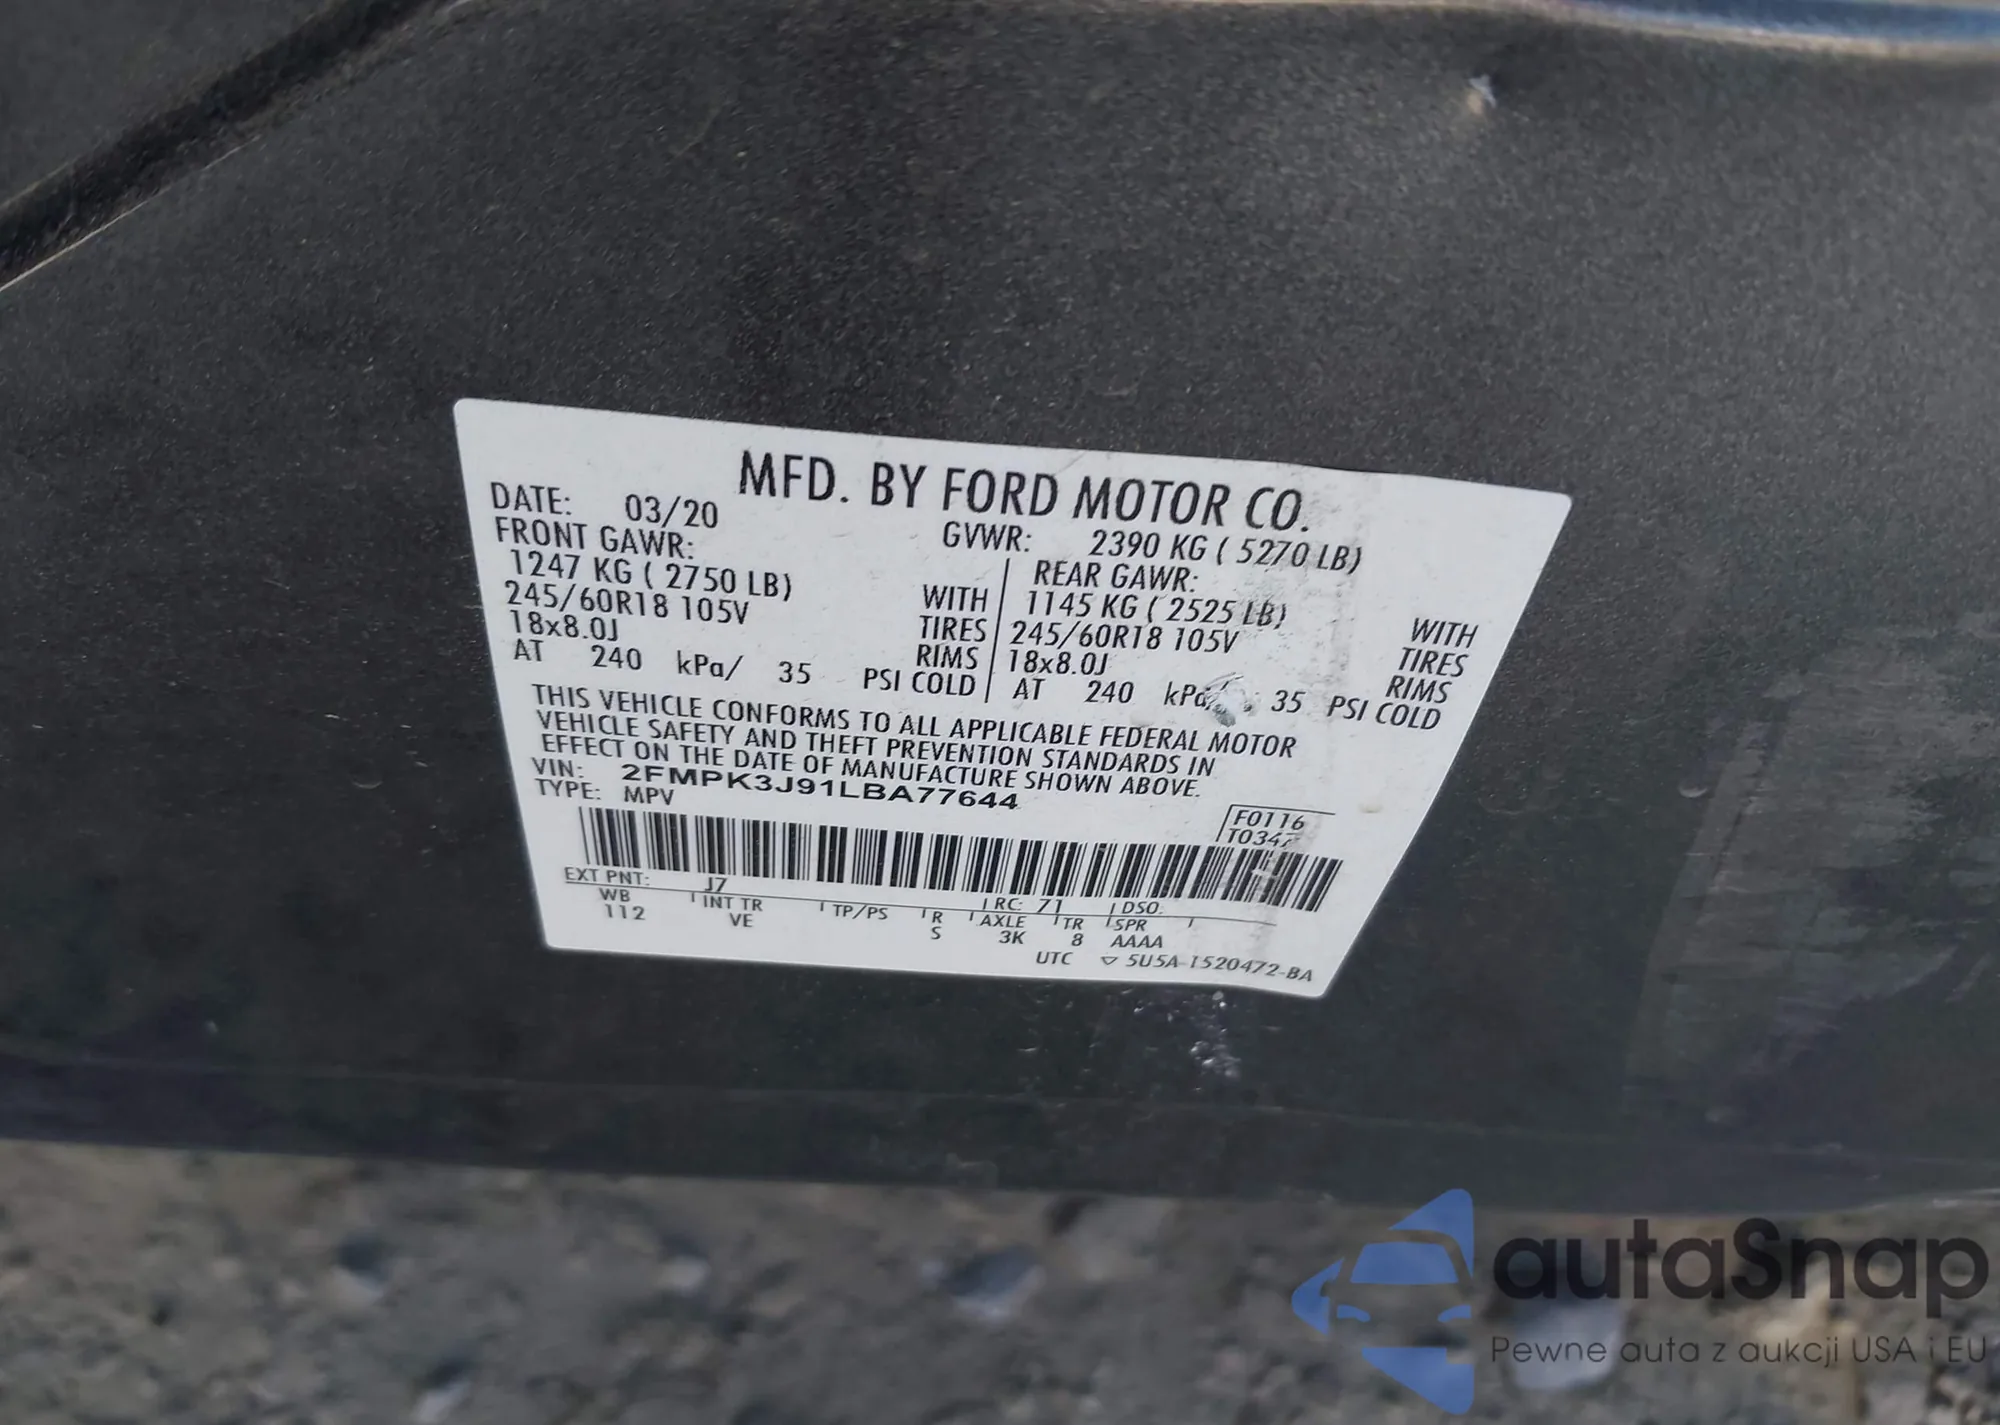 MFD. BY FORD MOTOR CO.
DATE: 03/20 GVWR: 2390 KG ( 5270 LB)
FRONT GAWR: REAR GAWR:
1247 KG ( 2750 LB) WITH 1145 KG ( 2525 LB) WITH
245/60R18 105V TIRES 245/60R18 105V TIRES
18x8.0J RIMS 18x8.0J RIMS
AT 240 kPa/ 35 PSI COLD AT 240 kPa/ 35 PSI COLD
THIS VEHICLE CONFORMS TO ALL APPLICABLE FEDERAL MOTOR
VEHICLE SAFETY AND THEFT PREVENTION STANDARDS IN
EFFECT ON THE DATE OF MANUFACTURE SHOWN ABOVE.
VIN: 2FMPK3J91LBA77644
TYPE: MPV
F0116
EXT PNT: J7 RC: 71 DSO:
WB INT TR TP/PS R AXLE TR SPR
112 VE S 3K 8 AAAA
UTC ▽ 5U5A-1520472-BA
autaSnap
Pewne auta z aukcji USA i EU